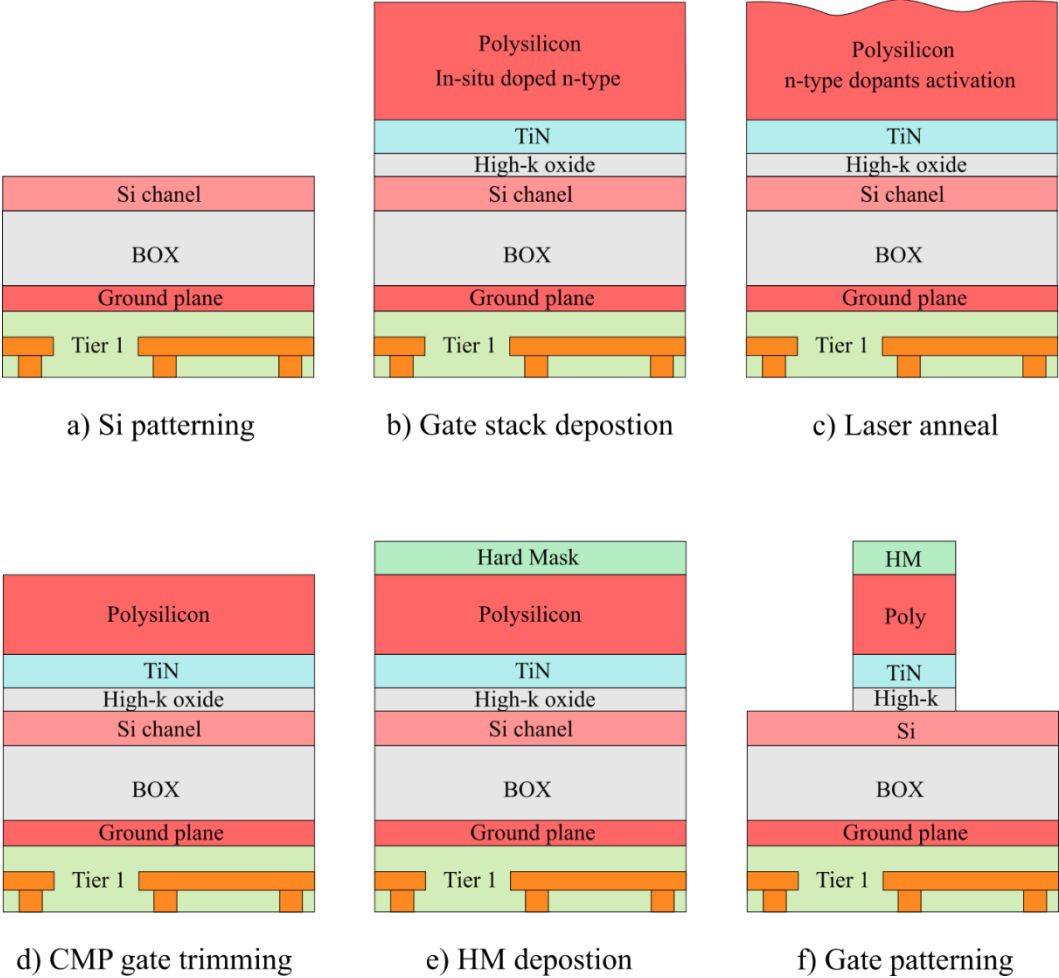 Si chanel
BOX
Ground plane
Tier 1
a) Si patterning
Polysilicon
In-situ doped n-type
TiN
High-k oxide
Si chanel
BOX
Ground plane
Tier 1
b) Gate stack depostion
Polysilicon
n-type dopants activation
TiN
High-k oxide
Si chanel
BOX
Ground plane
Tier 1
c) Laser anneal
Polysilicon
TiN
High-k oxide
Si chanel
BOX
Ground plane
Tier 1
d) CMP gate trimming
Hard Mask
Polysilicon
TiN
High-k oxide
Si chanel
BOX
Ground plane
Tier 1
e) HM depostion
HM
Poly
TiN
High-k
Si
BOX
Ground plane
Tier 1
f) Gate patterning